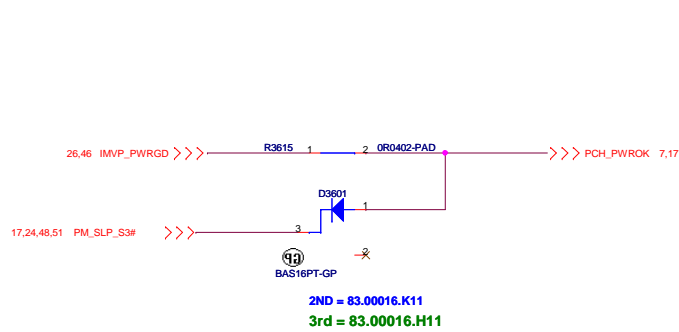 R3615 1 2 0R0402-PAD
26,46 IMVP_PWRGD PCH_PWROK 7,17
D3601
1
17,24,48,51 PM_SLP_S3# 3
2
BAS16PT-GP
2ND = 83.00016.K11
3rd = 83.00016.H11